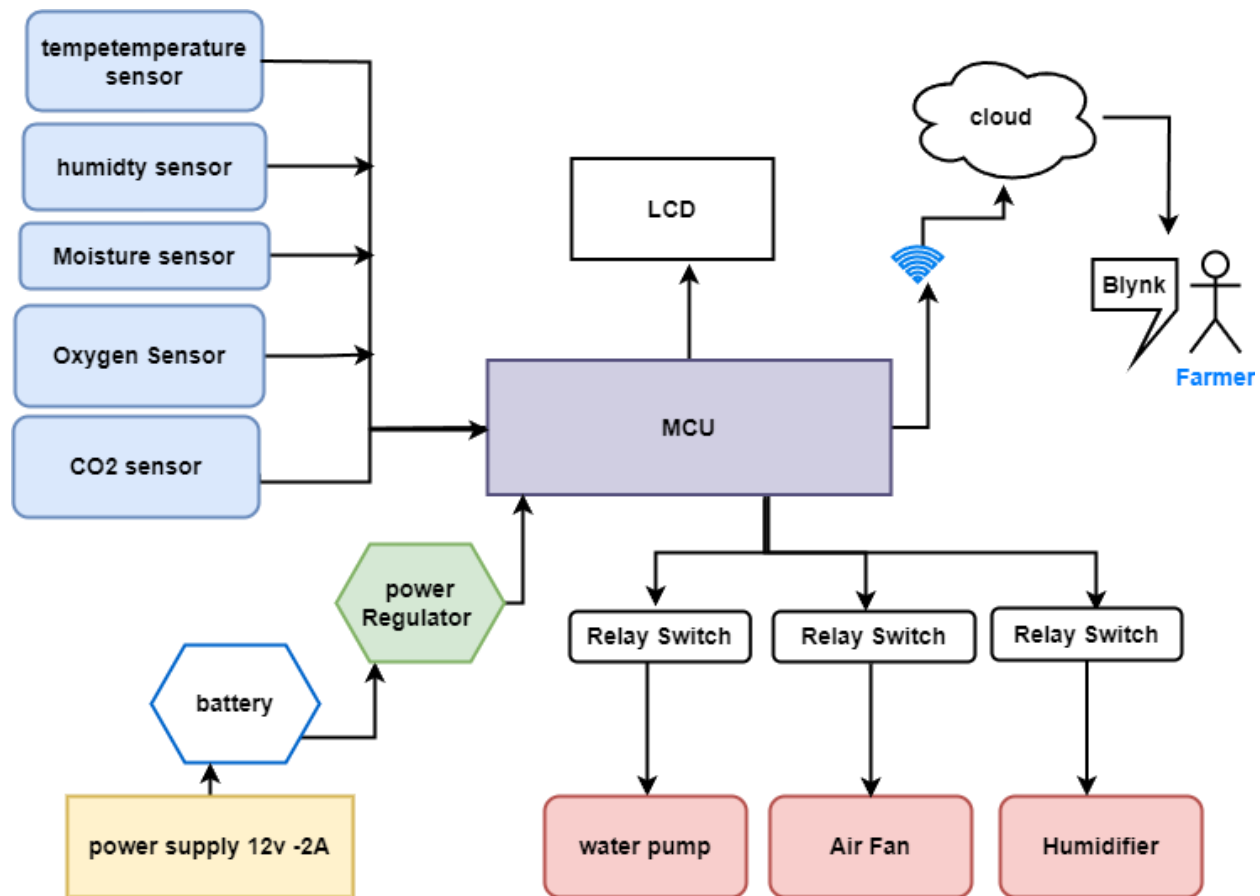 tempetemperature
sensor
humidty sensor
Moisture sensor
Oxygen Sensor
CO2 sensor
LCD
cloud
Blynk
Farmer
MCU
power
Regulator
battery
power supply 12v -2A
Relay Switch
Relay Switch
Relay Switch
water pump
Air Fan
Humidifier